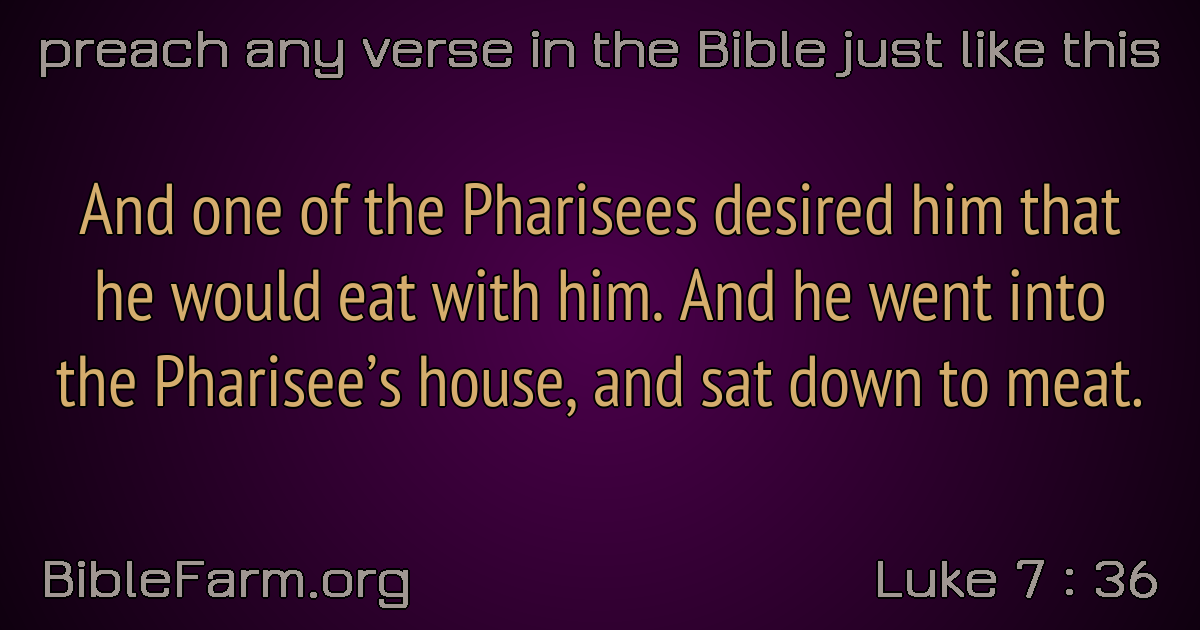 preach any verse in the Bible just like this
And one of the Pharisees desired him that
he would eat with him. And he went into
the Pharisee’s house, and sat down to meat.
BibleFarm.org
Luke 7 : 36